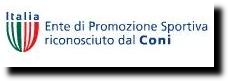 Italia
Ente di Promozione Sportiva
riconosciuto dal Coni